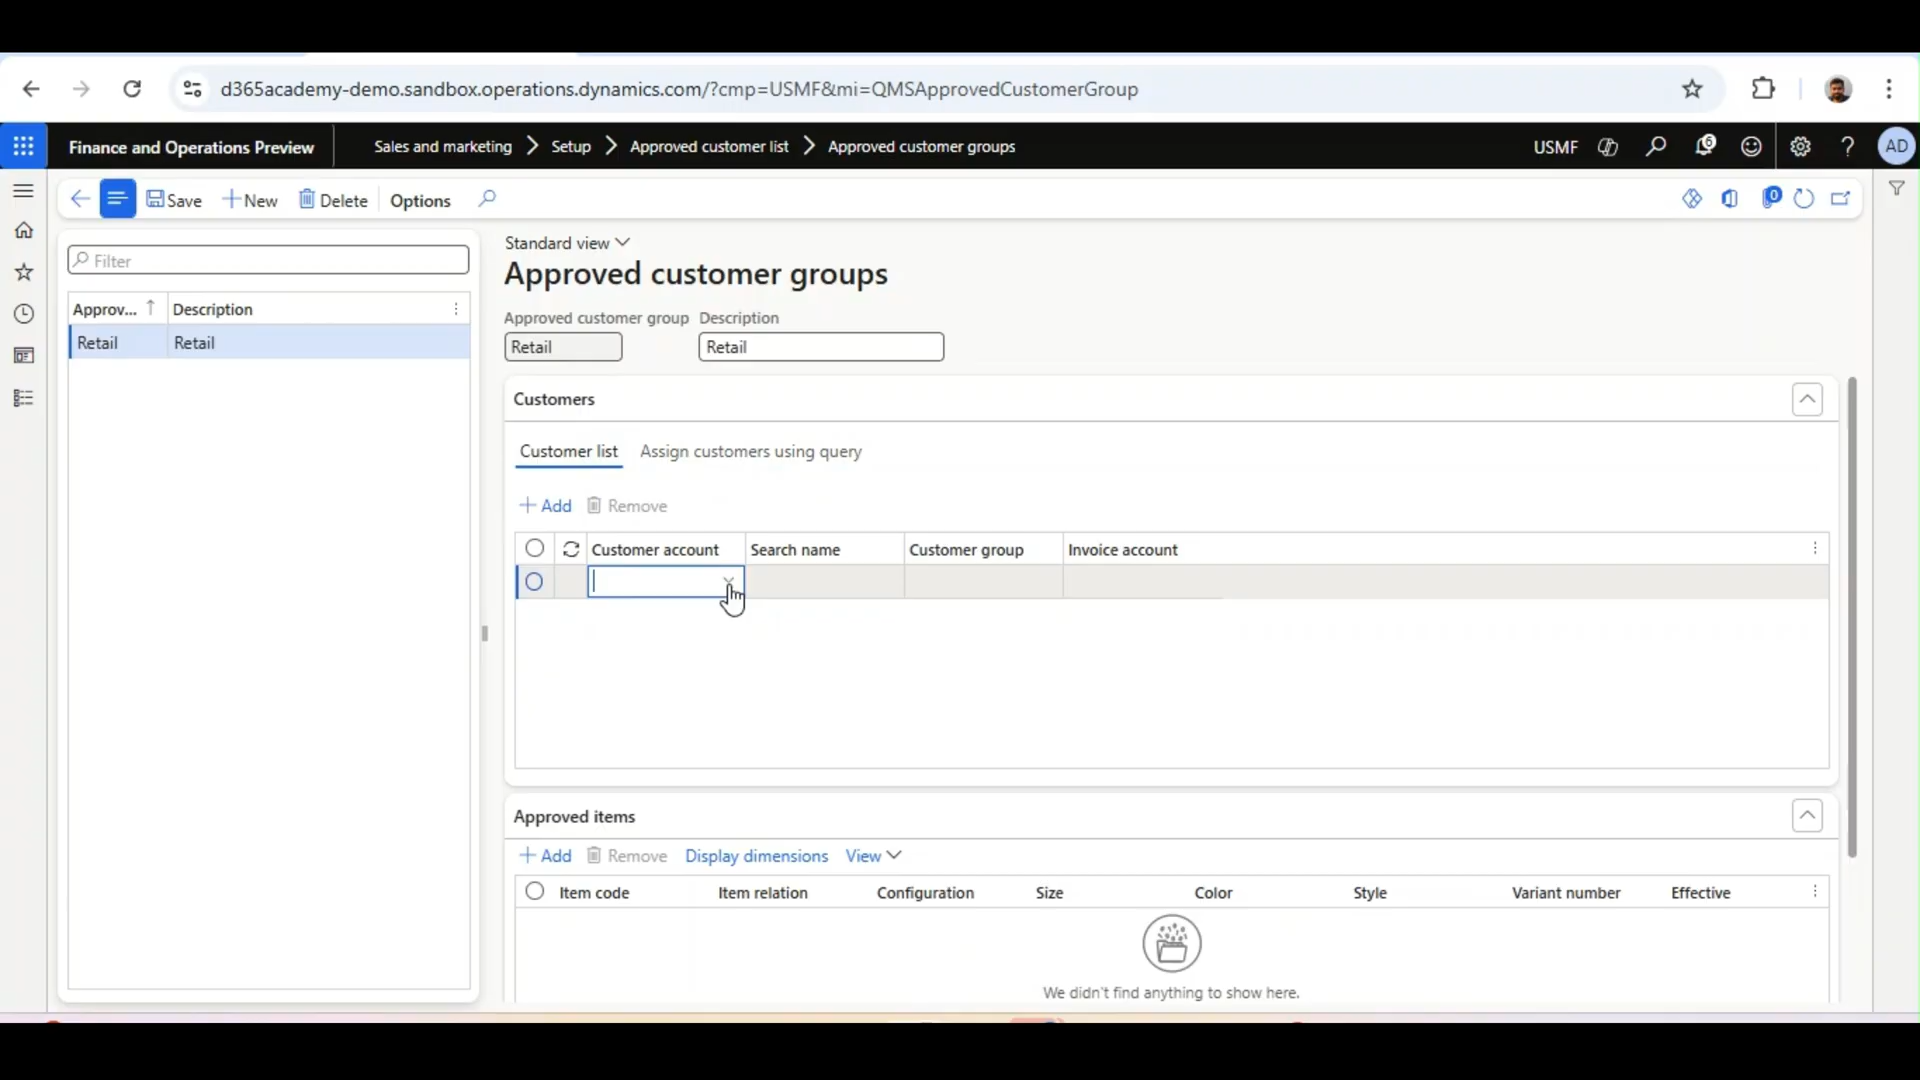 d365academy-demo.sandbox.operations.dynamics.com/?cmp=USMF&mi=QMSApprovedCustomerGroup
Finance and Operations Preview
Sales and marketing
Setup
Approved customer list
Approved customer groups
USMF
6
?
AD
Save
New
Delete
Options
0
Filter
Approv...
Description
Retail
Retail
Standard view
Approved customer groups
Approved customer group
Description
Retail
Retail
Customers
Customer list
Assign customers using query
Add
Remove
Customer account
Search name
Customer group
Invoice account
Approved items
Add
Remove
Display dimensions
View
Item code
Item relation
Configuration
Size
Color
Style
Variant number
Effective
We didn't find anything to show here.